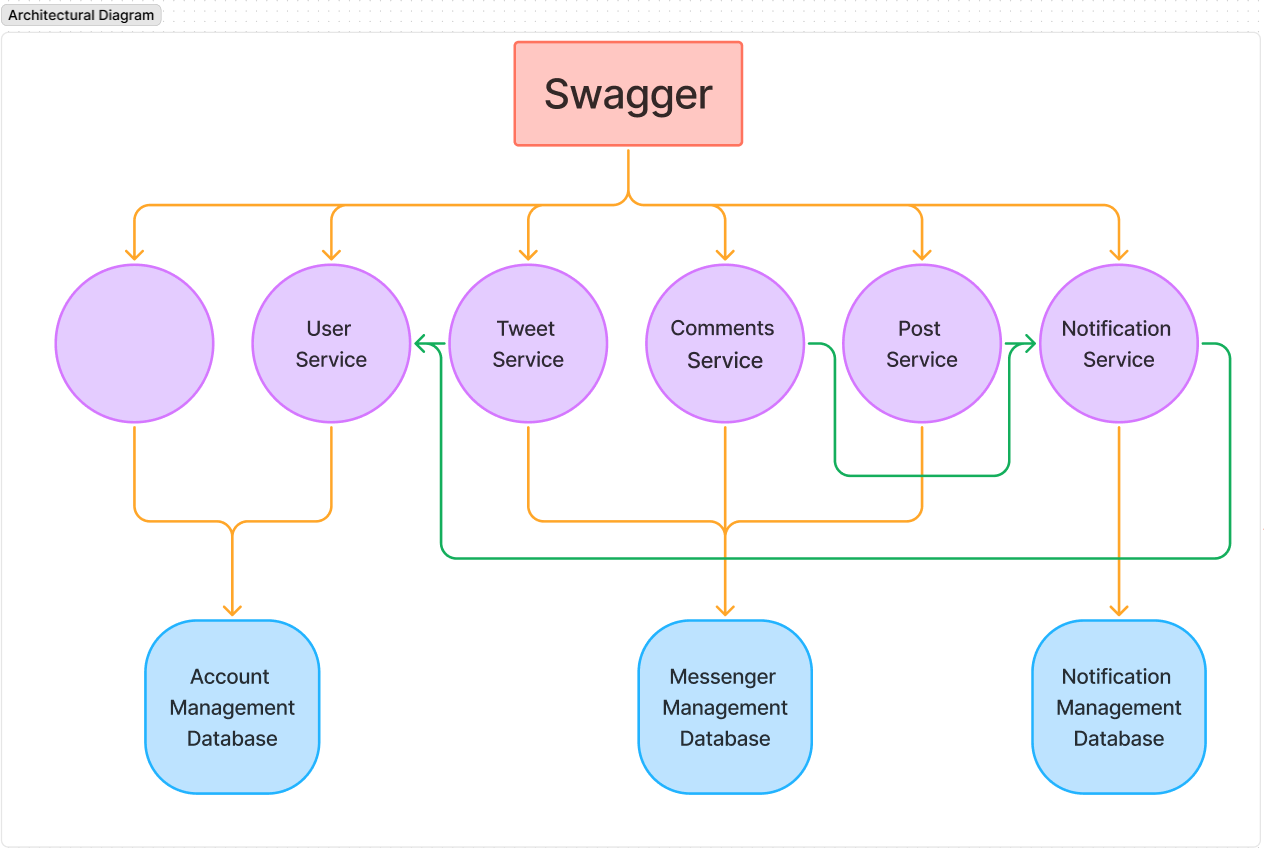 Architectural Diagram
Swagger
User
Service
Tweet
Service
Comments
Service
Post
Service
Notification
Service
Account
Management
Database
Messenger
Management
Database
Notification
Management
Database